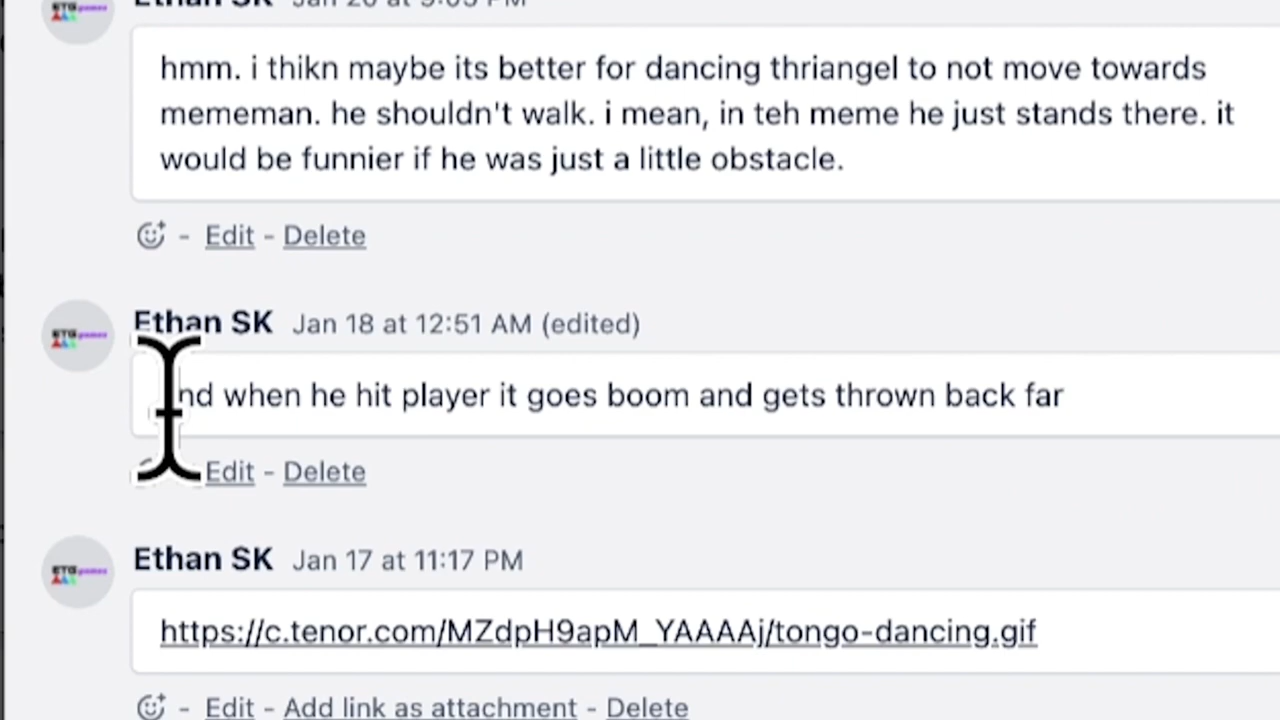 Ethan SK Jan 20 at 9:05 PM
hmm. i thikn maybe its better for dancing thriangel to not move towards
mememan. he shouldn't walk. i mean, in teh meme he just stands there. it
would be funnier if he was just a little obstacle.
- Edit - Delete
Ethan SK Jan 18 at 12:51 AM (edited)
nd when he hit player it goes boom and gets thrown back far
Edit - Delete
Ethan SK Jan 17 at 11:17 PM
https://c.tenor.com/MZdpH9apM_YAAAAj/tongo-dancing.gif
- Edit - Add link as attachment - Delete